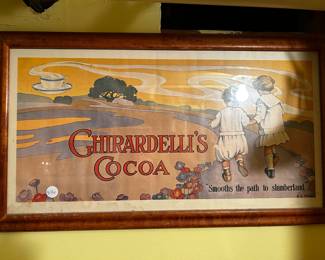 GHIRARDELLI'S
COCOA
"Smooths the path to slumberland."